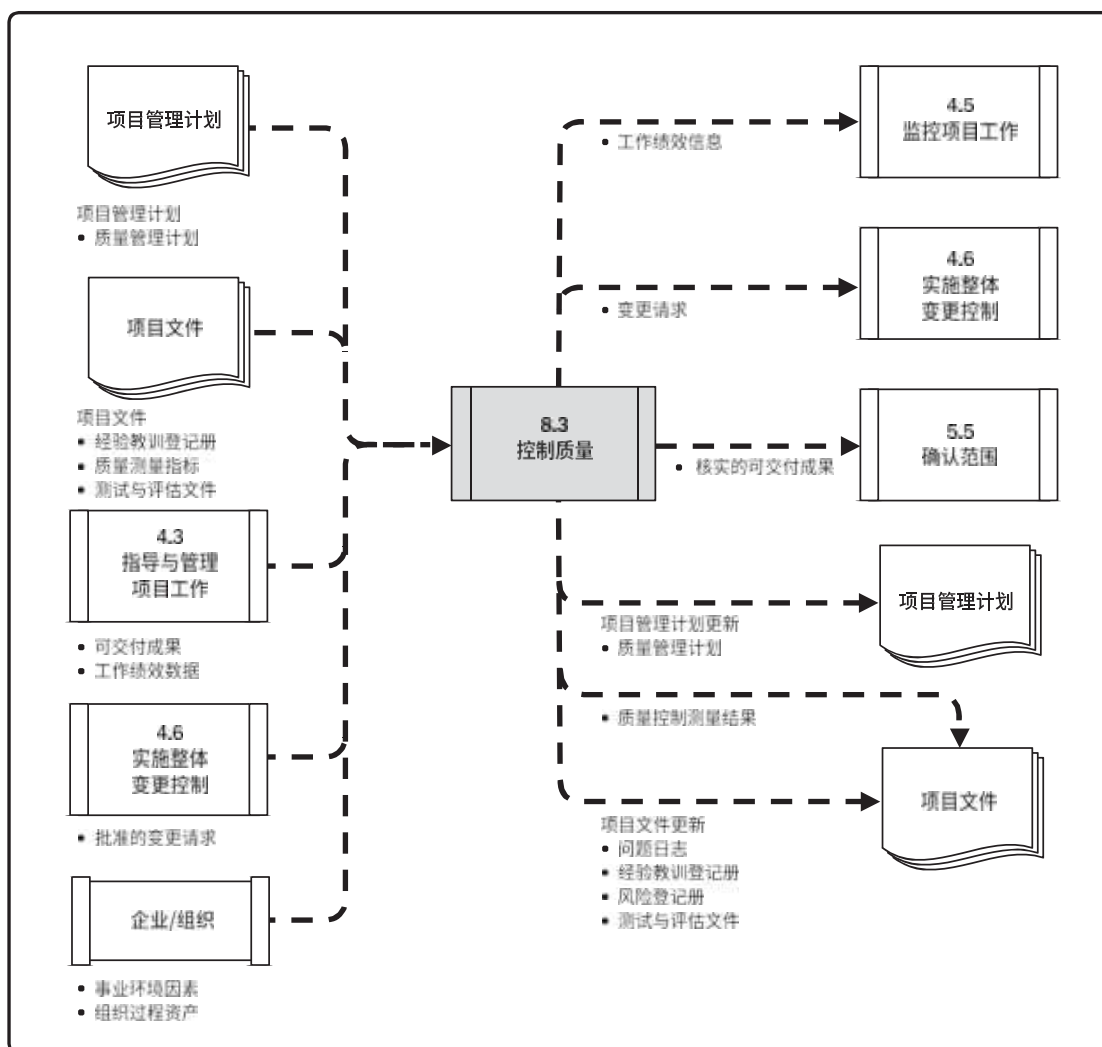 项目管理计划
项目管理计划
• 质量管理计划
项目文件
项目文件
• 经验教训登记册
• 质量测量指标
• 测试与评估文件
4.3
指导与管理
项目工作
• 可交付成果
• 工作绩效数据
4.6
实施整体
变更控制
• 批准的变更请求
企业/组织
• 事业环境因素
• 组织过程资产
8.3
控制质量
• 工作绩效信息
4.5
监控项目工作
• 变更请求
4.6
实施整体
变更控制
• 核实的可交付成果
5.5
确认范围
项目管理计划更新
• 质量管理计划
项目管理计划
• 质量控制测量结果
项目文件
项目文件更新
• 问题日志
• 经验教训登记册
• 风险登记册
• 测试与评估文件